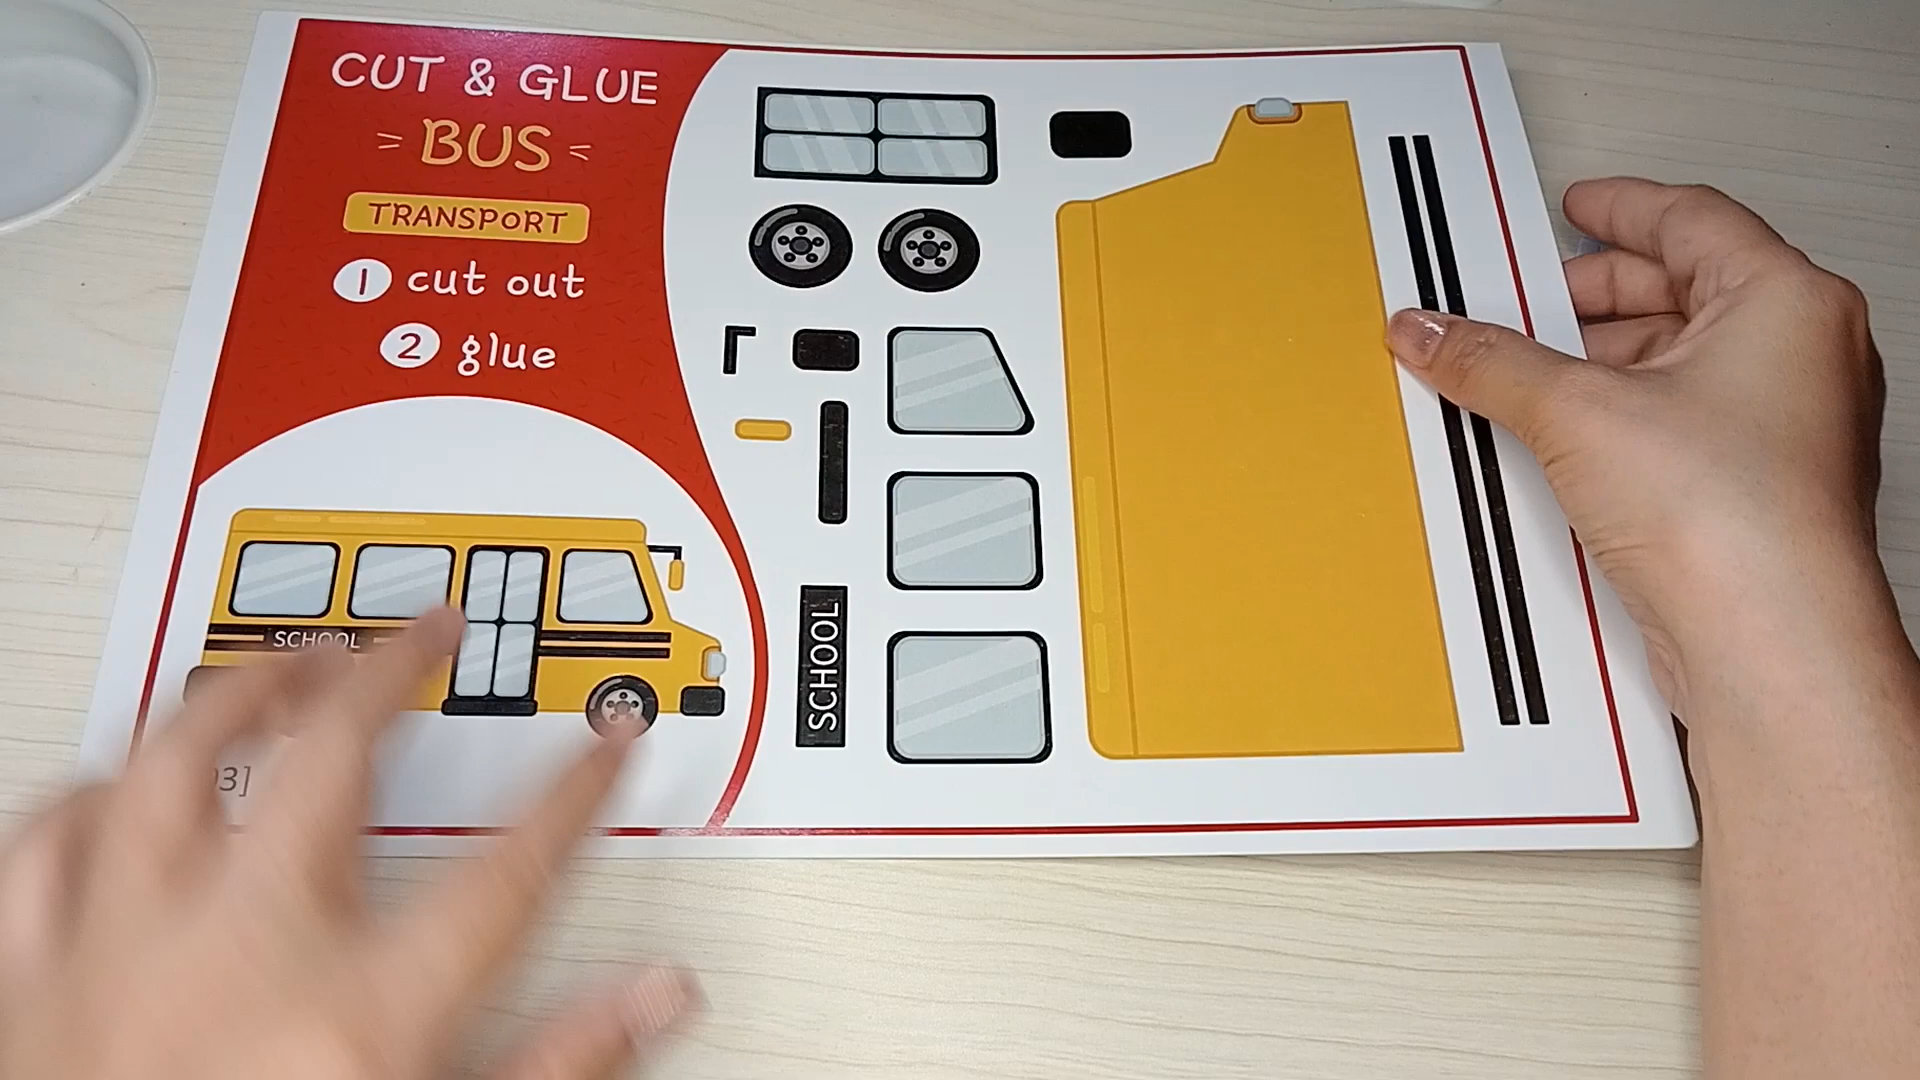 CUT & GLUE
BUS
TRANSPORT
1 cut out
2 glue
SCHOOL
SCHOOL